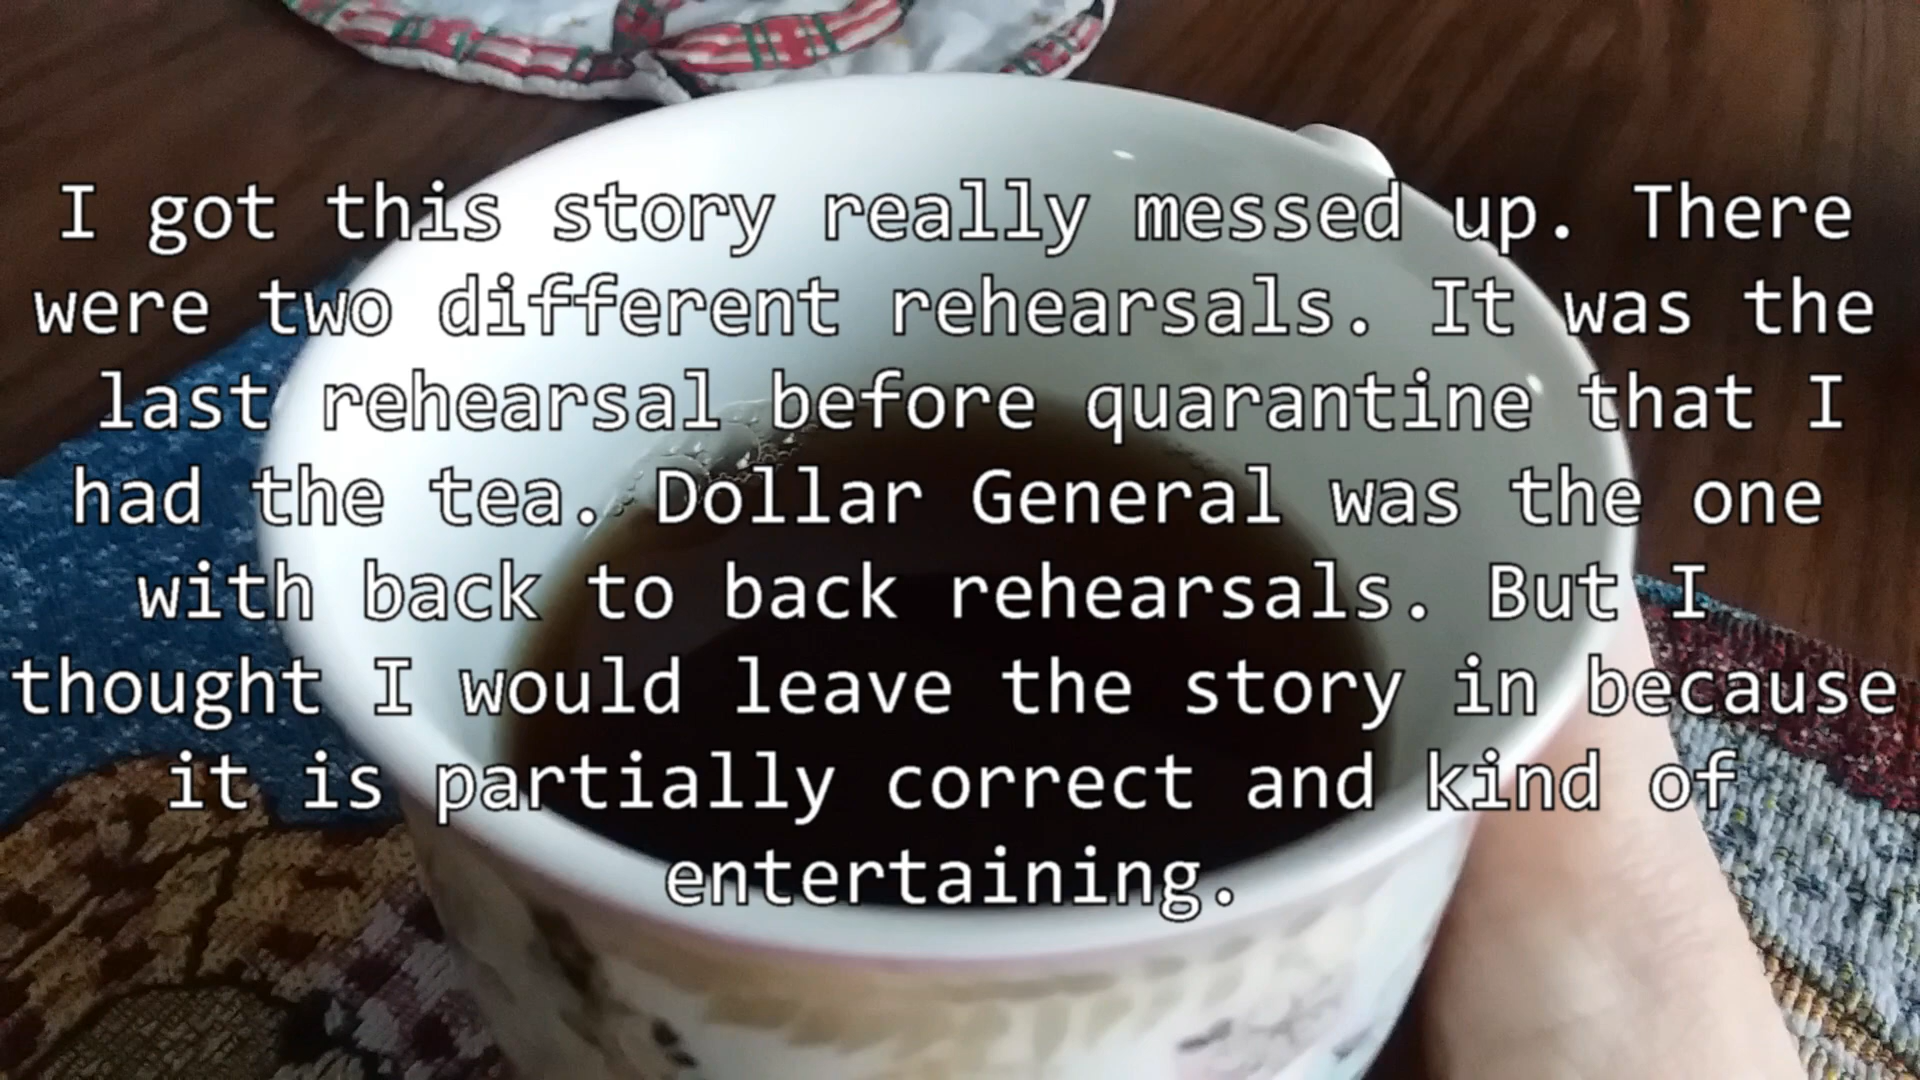 I got this story really messed up. There
were two different rehearsals. It was the
last rehearsal before quarantine that I
had the tea. Dollar General was the one
with back to back rehearsals. But I
thought I would leave the story in because
it is partially correct and kind of
entertaining.